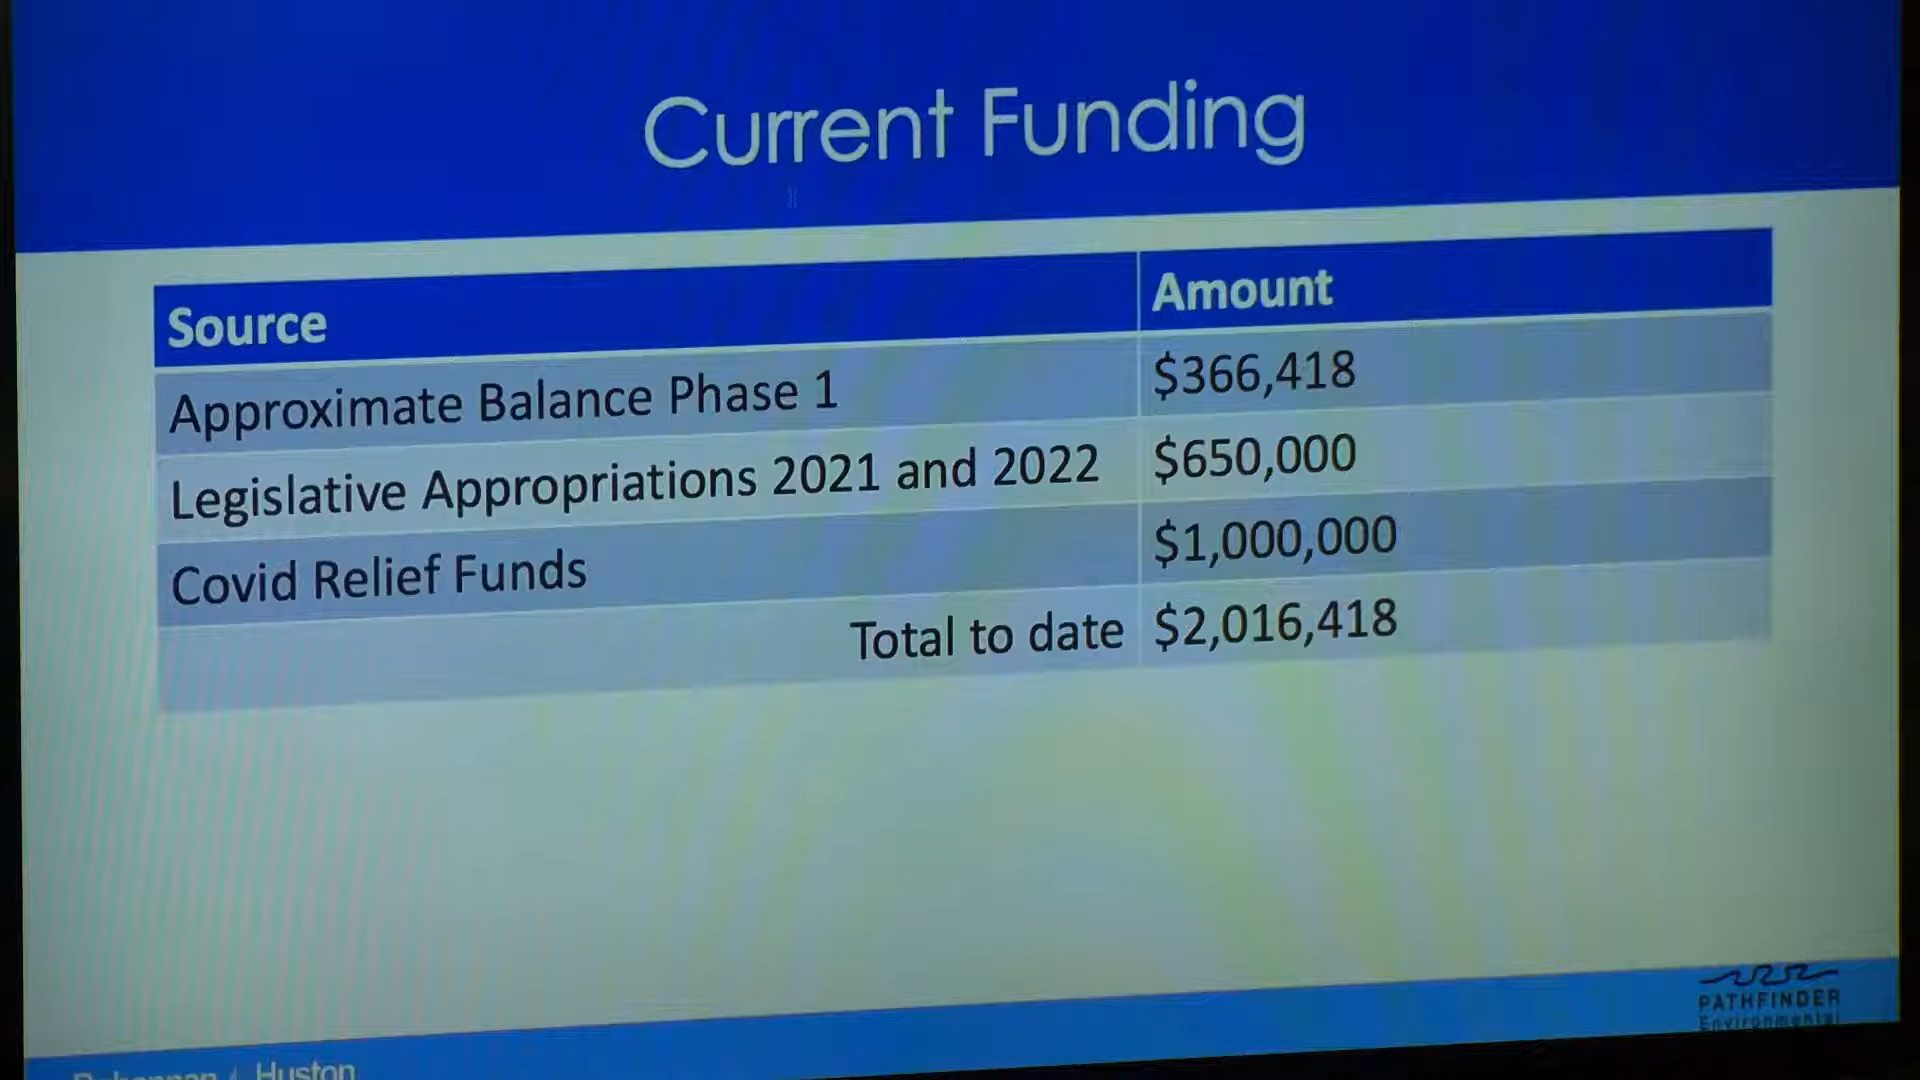 Current Funding
Source Amount
Approximate Balance Phase 1 $366,418
Legislative Appropriations 2021 and 2022 $650,000
Covid Relief Funds $1,000,000
Total to date $2,016,418
PATHFINDER
Environmental
Huston